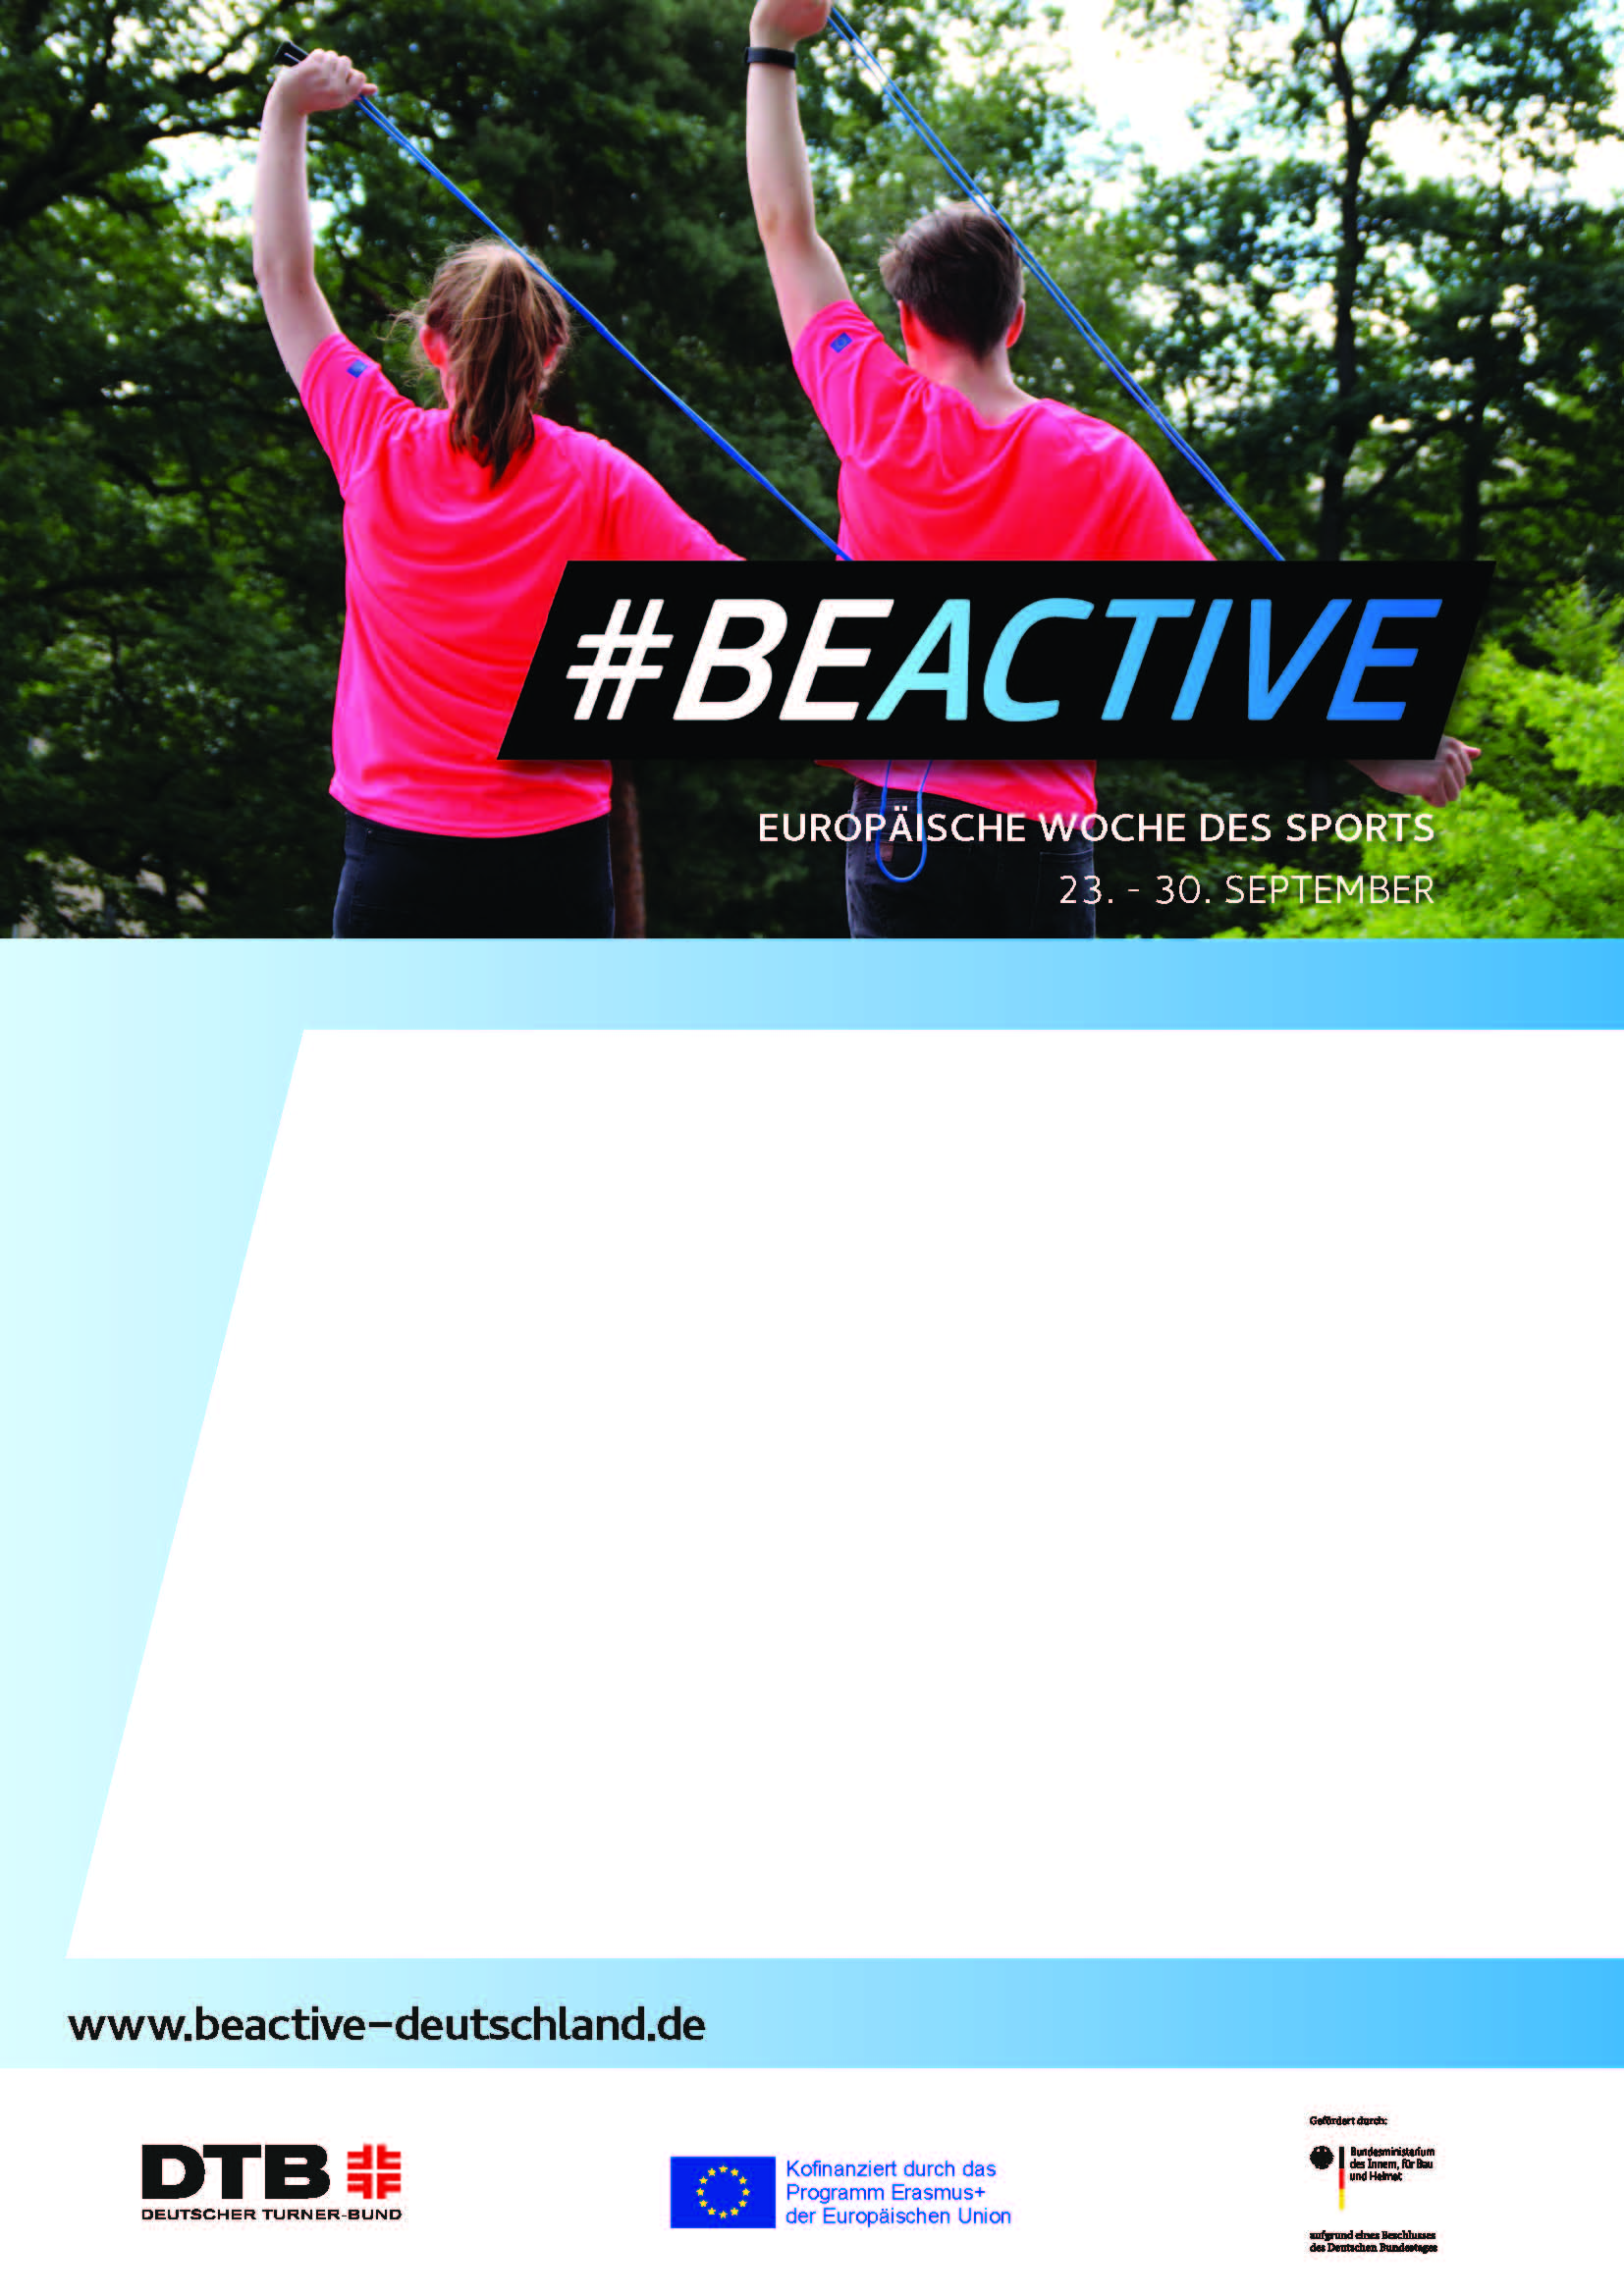 #BEACTIVE
EUROPÄISCHE WOCHE DES SPORTS
23. - 30. SEPTEMBER
www.beactive-deutschland.de
DTB
DEUTSCHER TURNER-BUND
Kofinanziert durch das
Programm Erasmus+
der Europäischen Union
Gefördert durch:
Bundesministerium
des Innern, für Bau
und Heimat
aufgrund eines Beschlusses
des Deutschen Bundestages